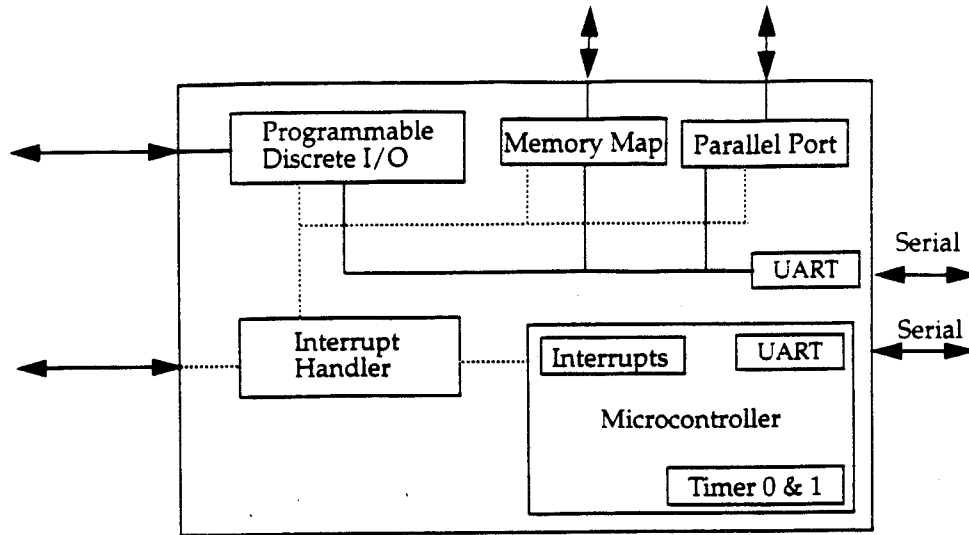 Programmable
Discrete I/O
Memory Map
Parallel Port
Serial
UART
Serial
Interrupt
Handler
Interrupts
UART
Microcontroller
Timer 0 & 1